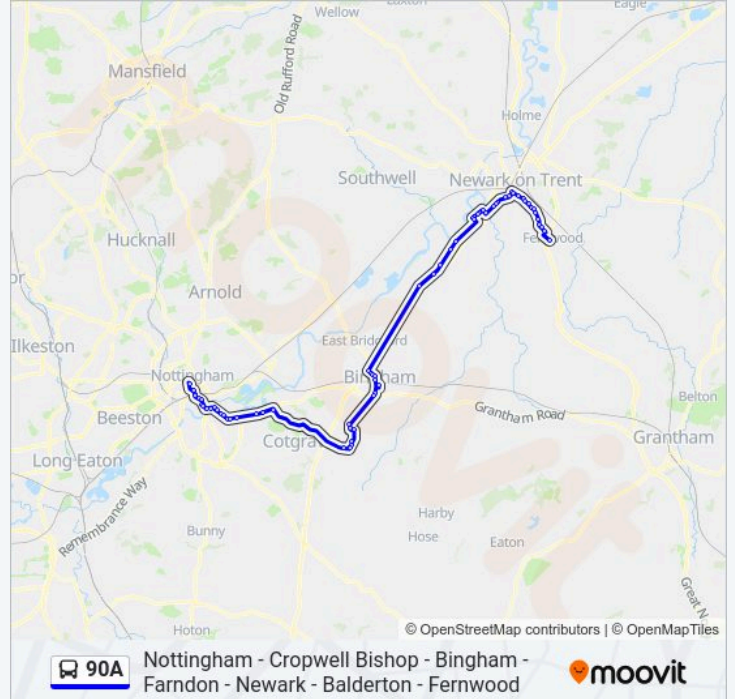 Wellow
Eagle
Mansfield
Old Rufford Road
Holme
Southwell
Newark on Trent
Hucknall
Fernwood
Arnold
Ilkeston
East Bridgford
Nottingham
Bingham
Beeston
Belton
Grantham Road
Cotgrave
Grantham
Long Eaton
Remembrance Way
Harby
Bunny
Hose
Eaton
Hoton
Great N
© OpenStreetMap contributors | © OpenMapTiles
90A
Nottingham - Cropwell Bishop - Bingham -
Farndon - Newark - Balderton - Fernwood
moovit